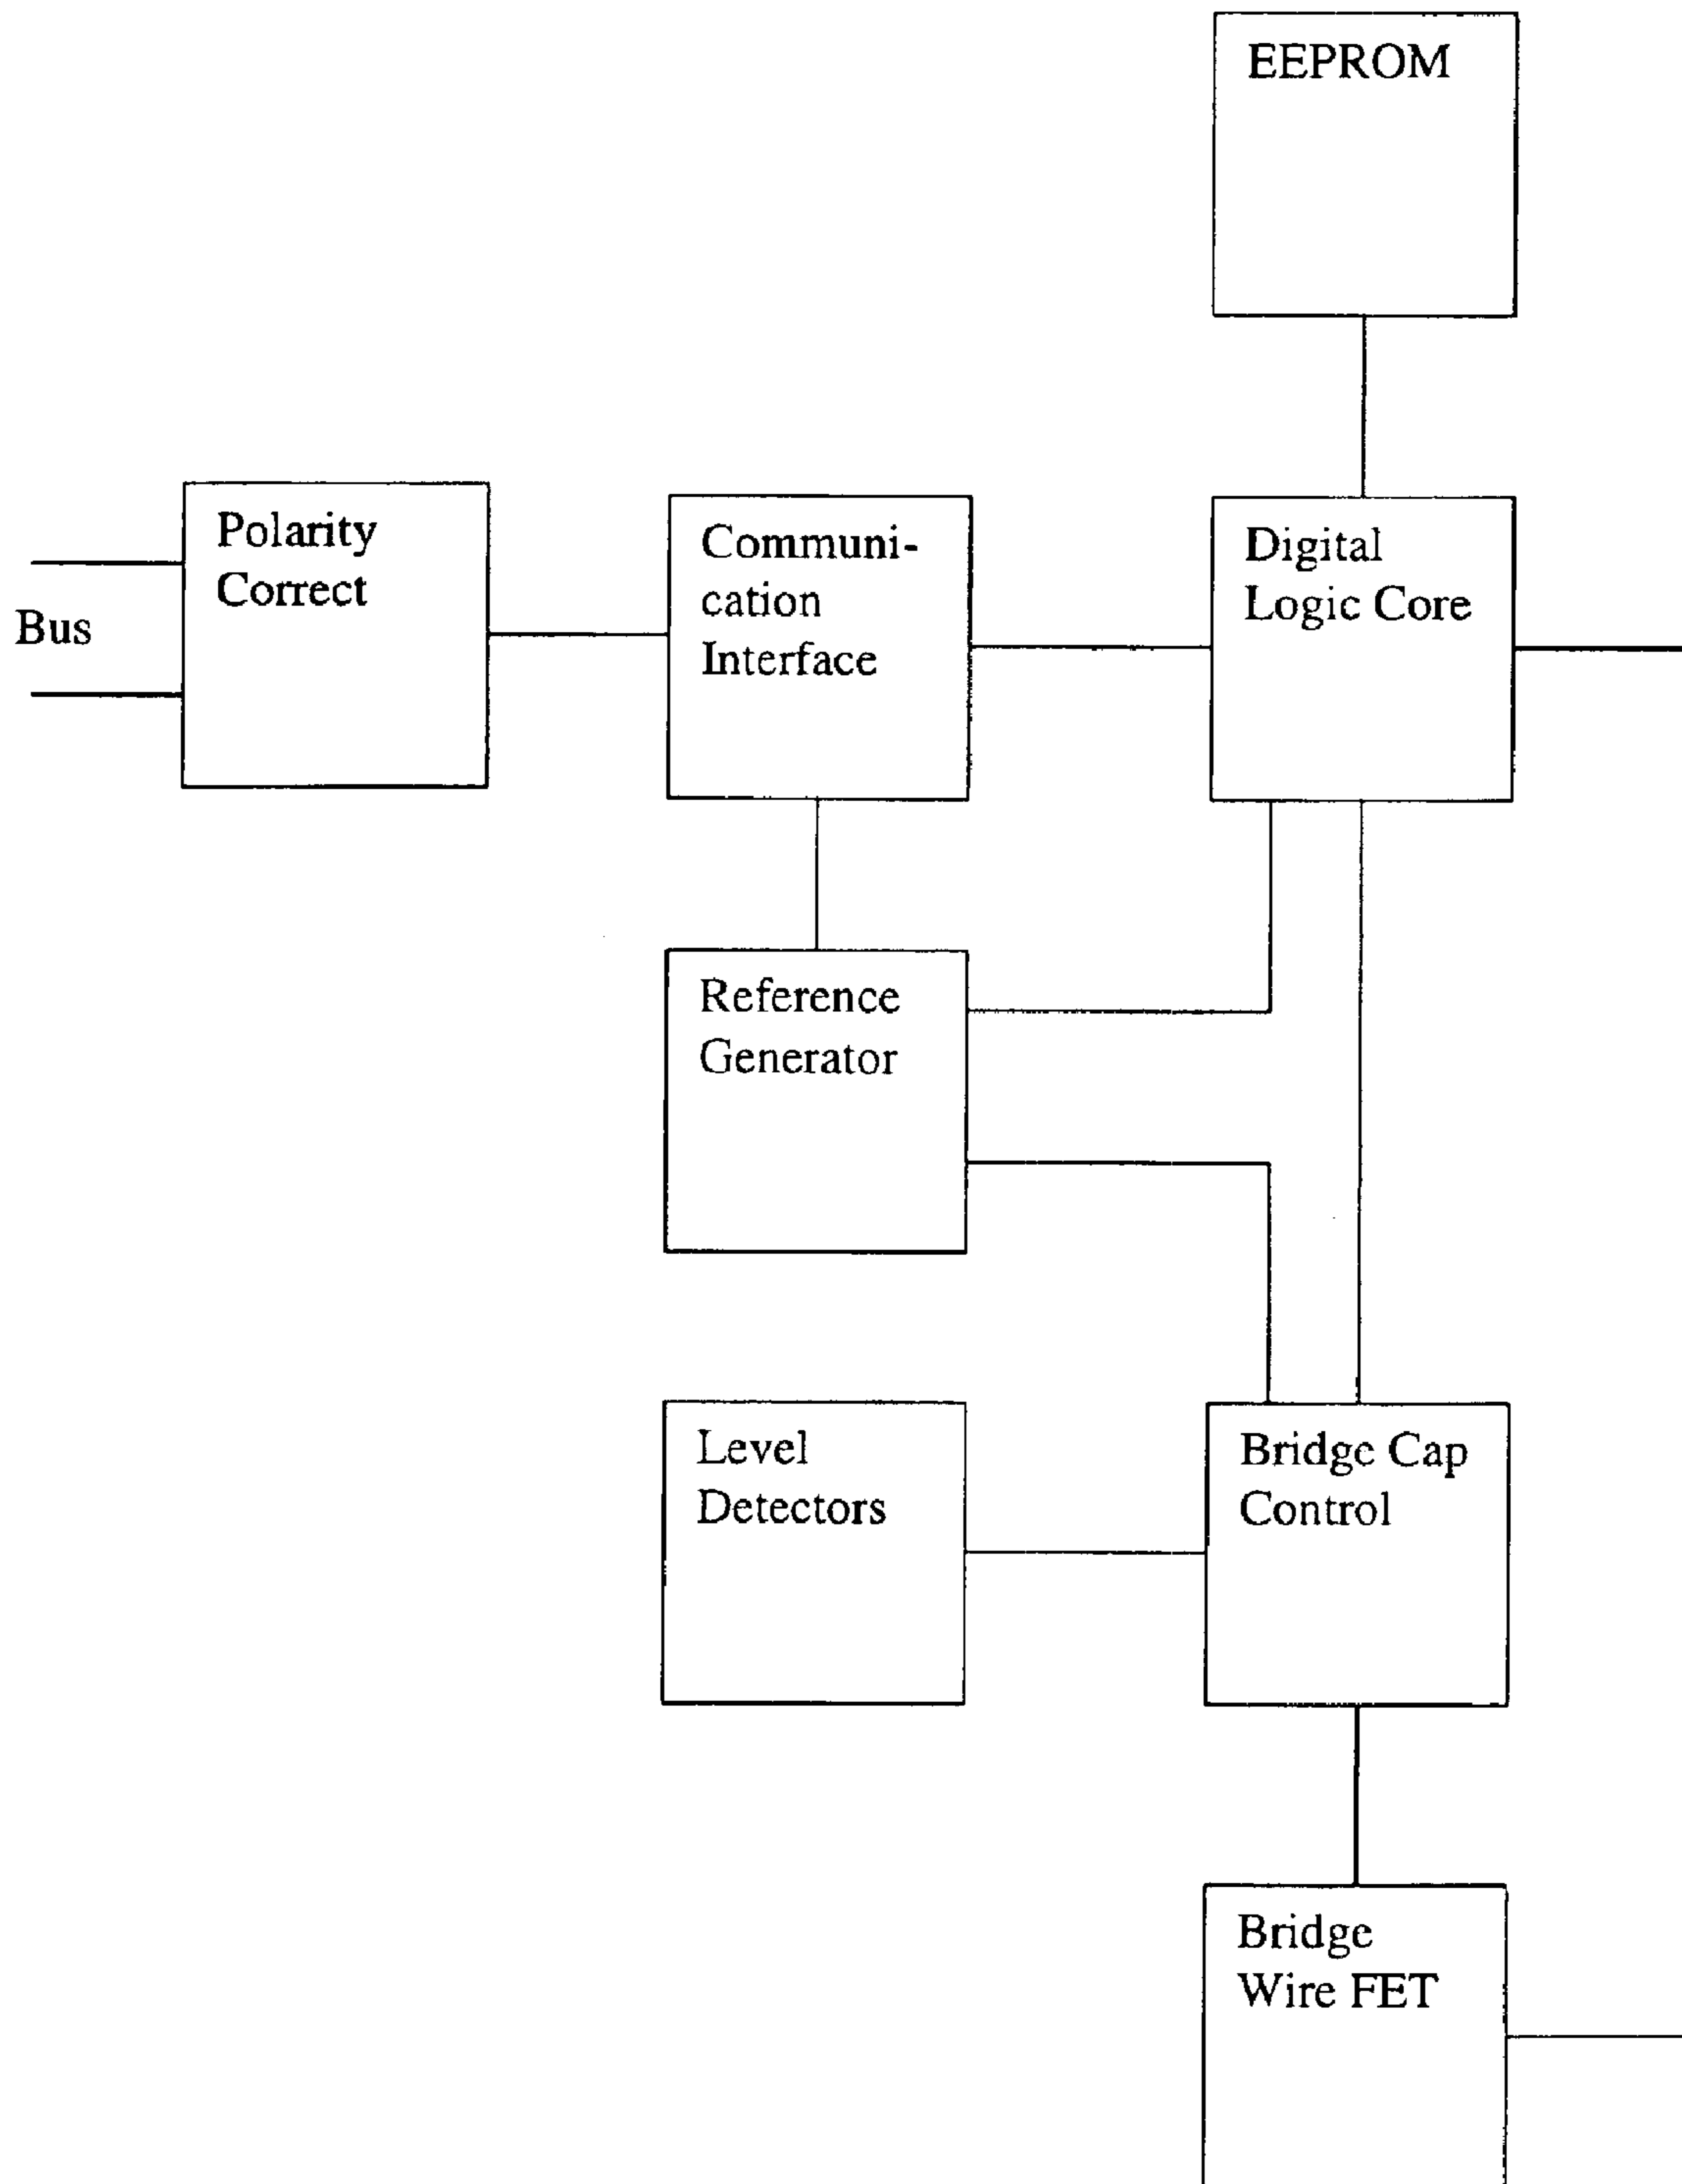 EEPROM
Polarity
Correct
Bus
Communi-
cation
Interface
Digital
Logic Core
Reference
Generator
Level
Detectors
Bridge Cap
Control
Bridge
Wire FET